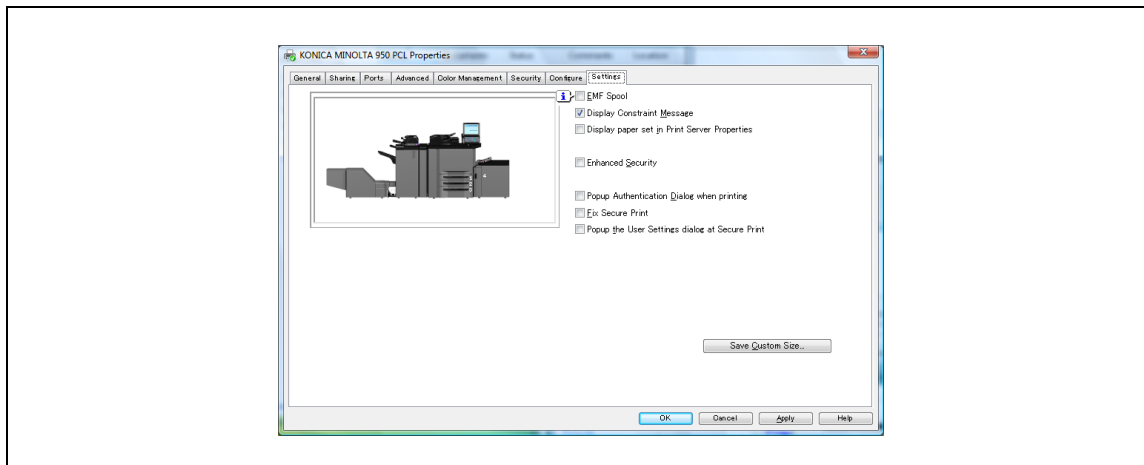 KONICA MINOLTA 950 PCL Properties
General Sharing Ports Advanced Color Management Security Configure Settings
EMF Spool
Display Constraint Message
Display paper set in Print Server Properties
Enhanced Security
Popup Authentication Dialog when printing
Fix Secure Print
Popup the User Settings dialog at Secure Print
Save Custom Size...
OK Cancel Apply Help